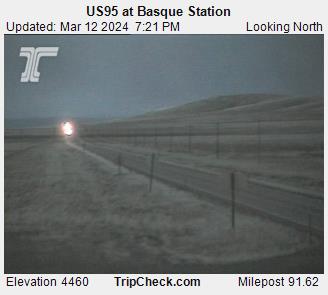 US95 at Basque Station
Updated: Mar 12 2024 7:21 PM Looking North
Elevation 4460 TripCheck.com Milepost 91.62